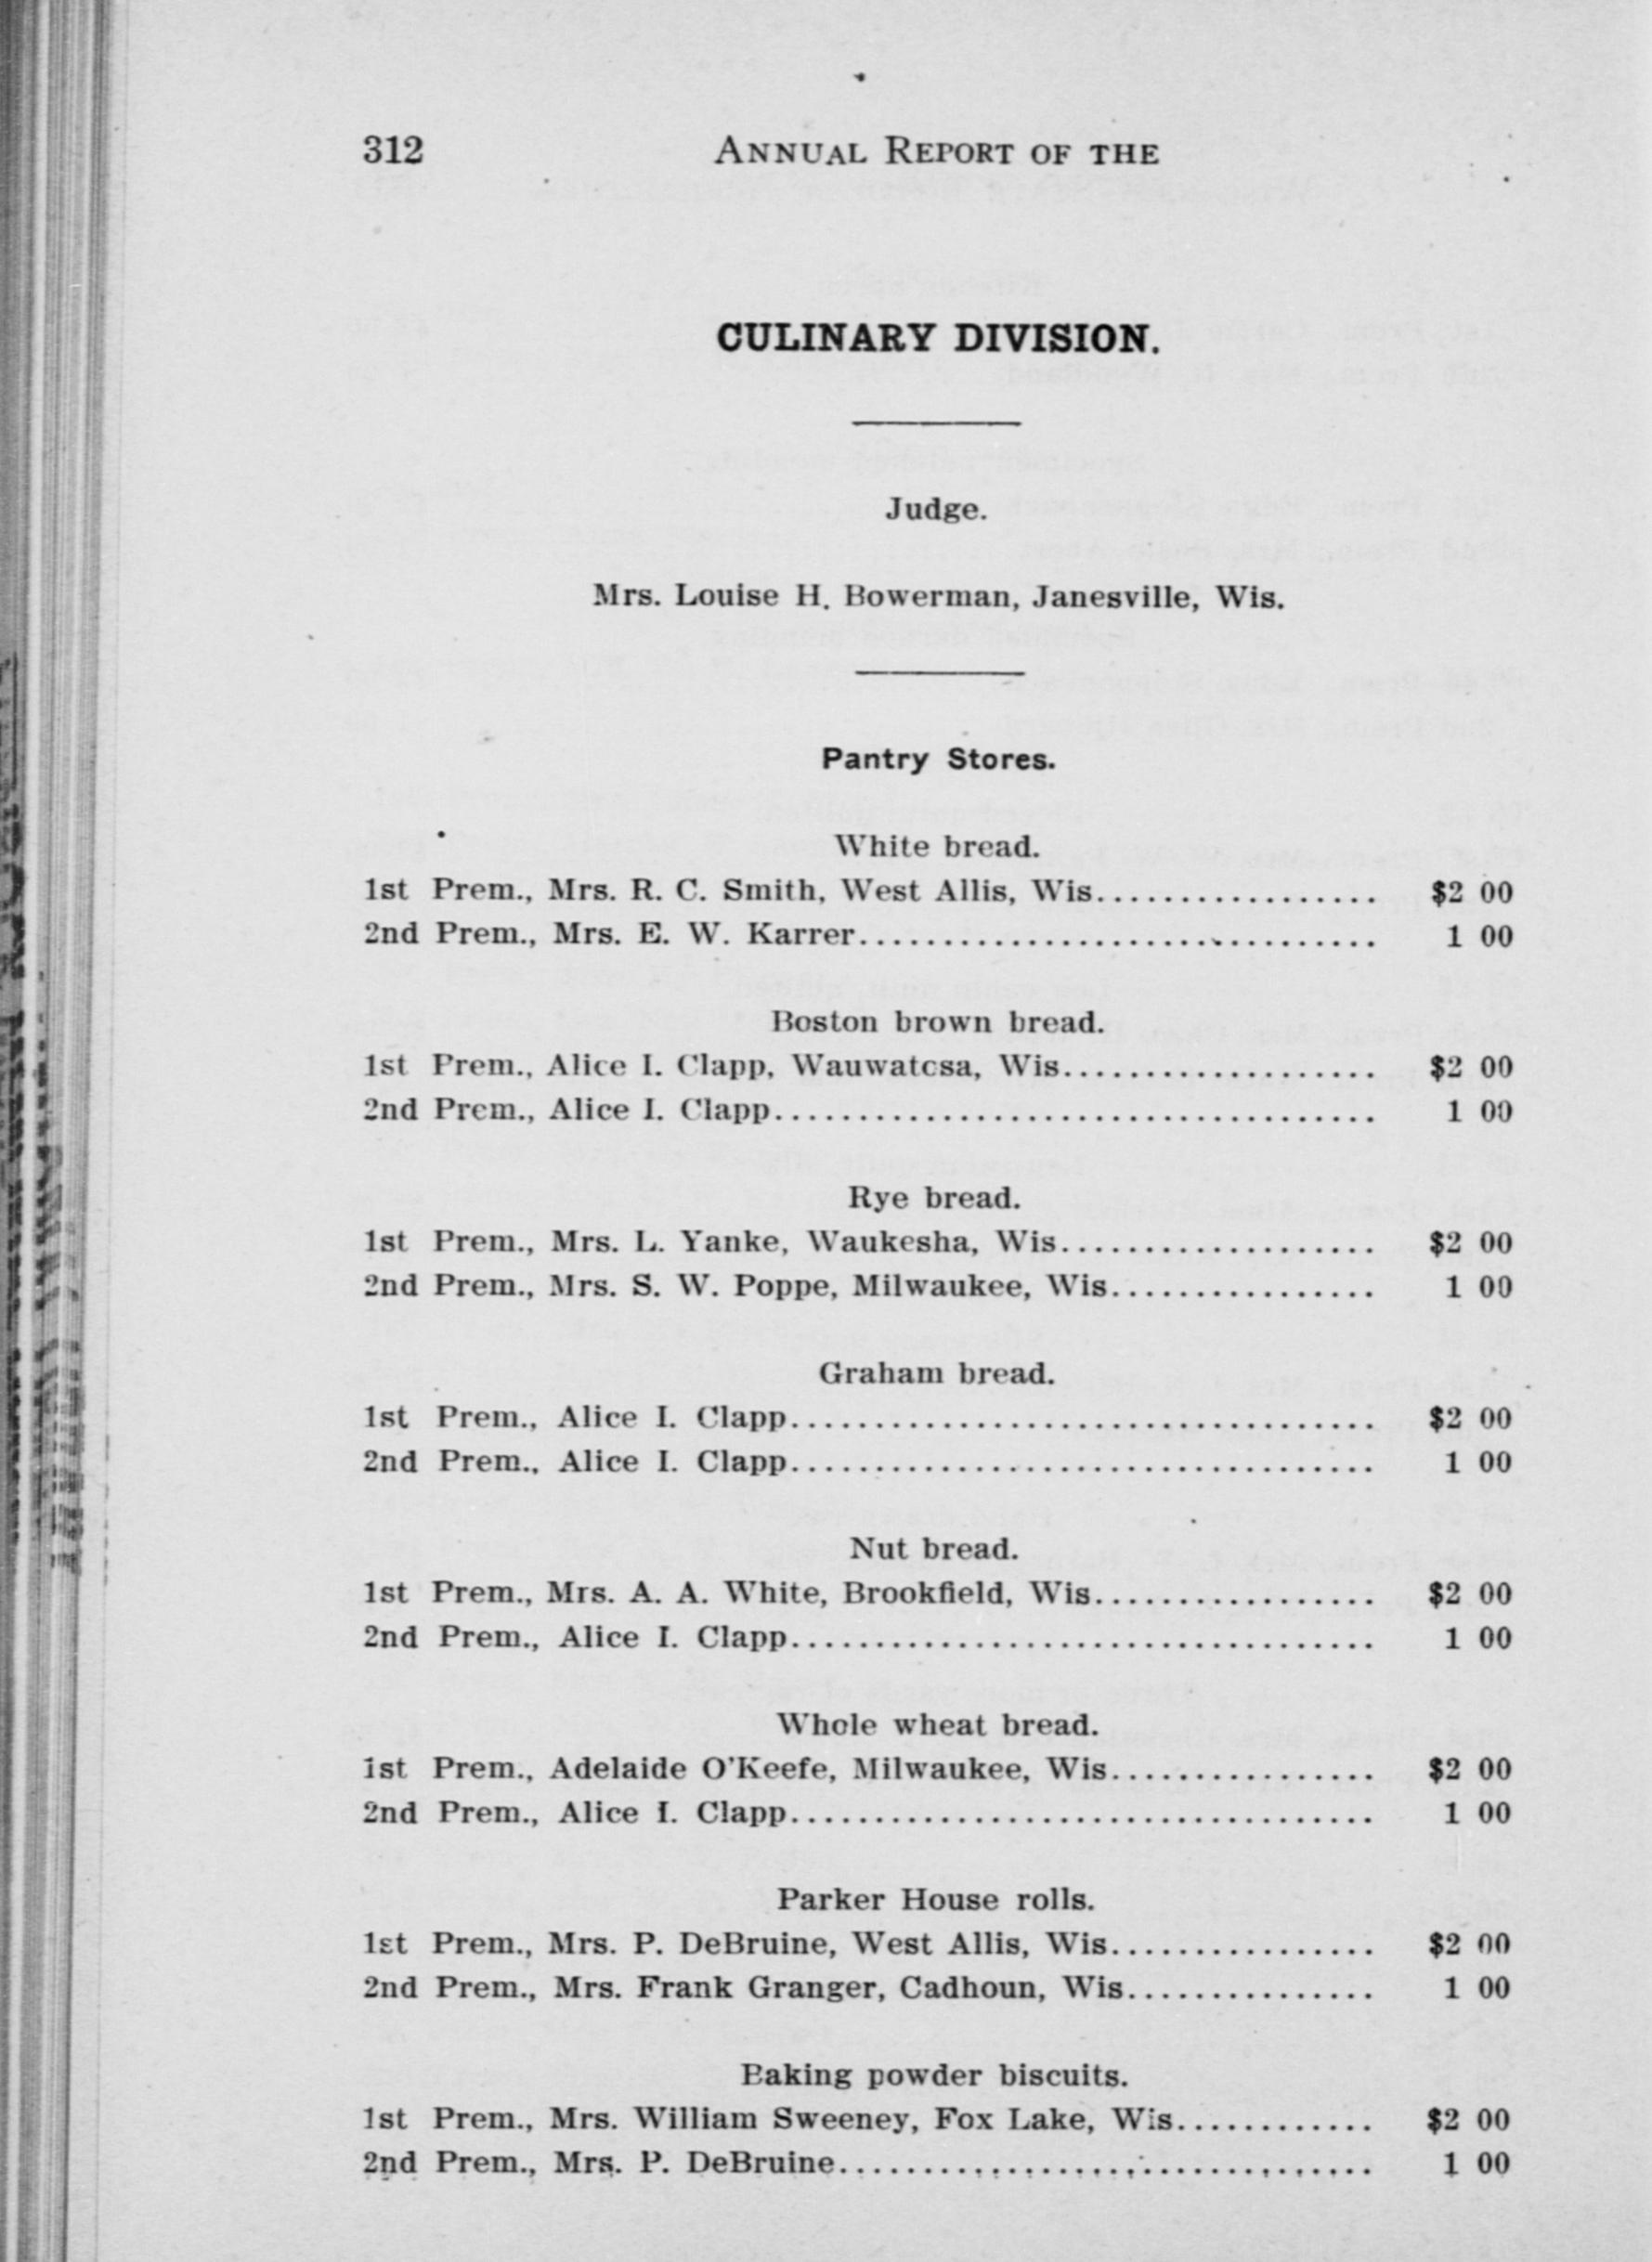 312 ANNUAL REPORT OF THE
CULINARY DIVISION.
Judge.
Mrs. Louise H. Bowerman, Janesville, Wis.
Pantry Stores.
White bread.
1st Prem., Mrs. R. C. Smith, West Allis, Wis................. $2 00
2nd Prem., Mrs. E. W. Karrer................................ 1 00
Boston brown bread.
1st Prem., Alice I. Clapp, Wauwatosa, Wis................... $2 00
2nd Prem., Alice I. Clapp..................................... 1 00
Rye bread.
1st Prem., Mrs. L. Yanke, Waukesha, Wis................... $2 00
2nd Prem., Mrs. S. W. Poppe, Milwaukee, Wis................ 1 00
Graham bread.
1st Prem., Alice I. Clapp.................................... $2 00
2nd Prem., Alice I. Clapp.................................... 1 00
Nut bread.
1st Prem., Mrs. A. A. White, Brookfield, Wis................. $2 00
2nd Prem., Alice I. Clapp.................................... 1 00
Whole wheat bread.
1st Prem., Adelaide O'Keefe, Milwaukee, Wis................ $2 00
2nd Prem., Alice I. Clapp.................................... 1 00
Parker House rolls.
1st Prem., Mrs. P. DeBruine, West Allis, Wis................ $2 00
2nd Prem., Mrs. Frank Granger, Cadhoun, Wis............... 1 00
Baking powder biscuits.
1st Prem., Mrs. William Sweeney, Fox Lake, Wis............ $2 00
2nd Prem., Mrs. P. DeBruine................................. 1 00